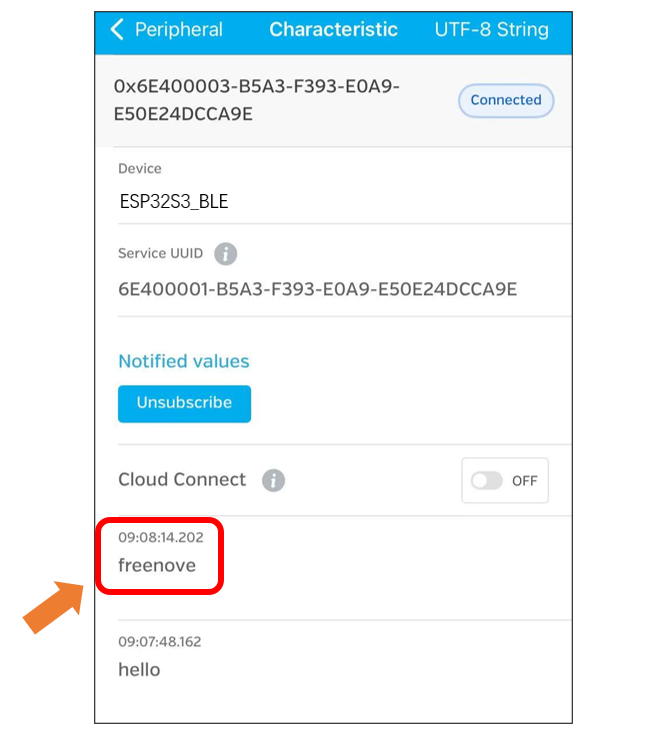 Peripheral Characteristic UTF-8 String
0x6E400003-B5A3-F393-E0A9-
E50E24DCCA9E
Connected
Device
ESP32S3_BLE
Service UUID i
6E400001-B5A3-F393-E0A9-E50E24DCCA9E
Notified values
Unsubscribe
Cloud Connect i OFF
09:08:14.202
freenove
09:07:48.162
hello